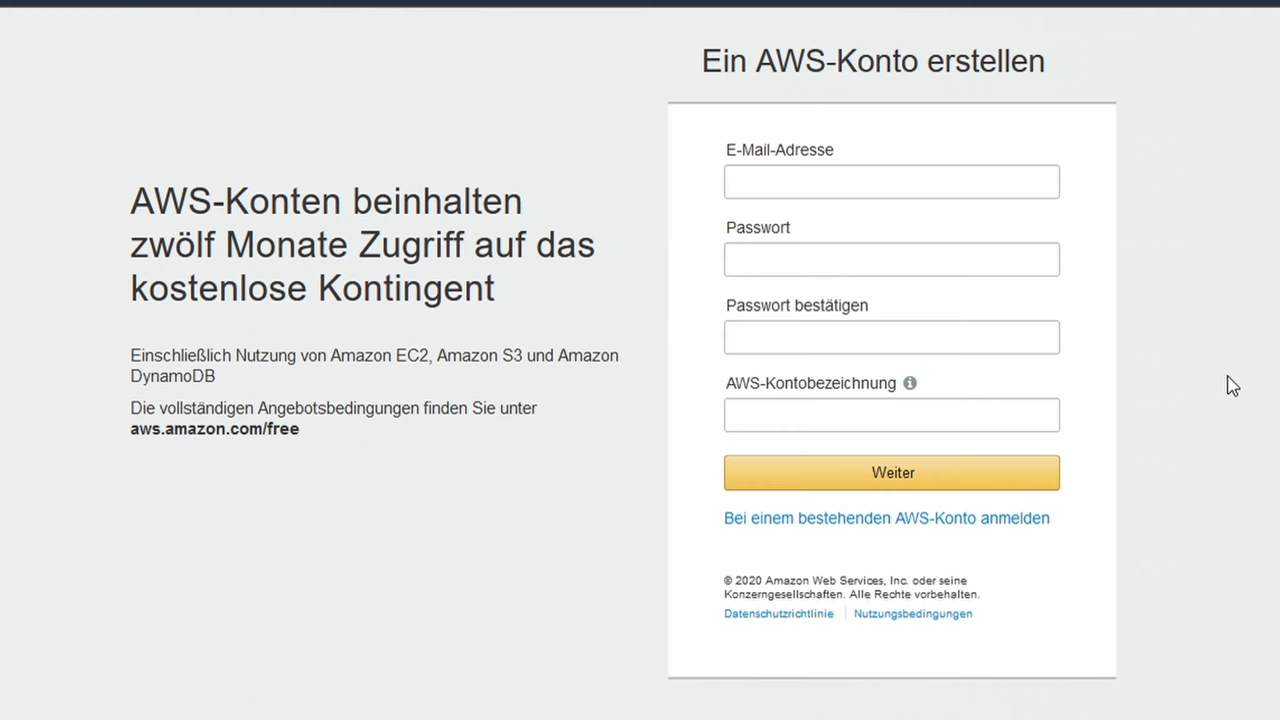 Ein AWS-Konto erstellen
AWS-Konten beinhalten
zwölf Monate Zugriff auf das
kostenlose Kontingent
Einschließlich Nutzung von Amazon EC2, Amazon S3 und Amazon
DynamoDB
Die vollständigen Angebotsbedingungen finden Sie unter
aws.amazon.com/free
E-Mail-Adresse
Passwort
Passwort bestätigen
AWS-Kontobezeichnung
Weiter
Bei einem bestehenden AWS-Konto anmelden
© 2020 Amazon Web Services, Inc. oder seine
Konzerngesellschaften. Alle Rechte vorbehalten.
Datenschutzrichtlinie | Nutzungsbedingungen